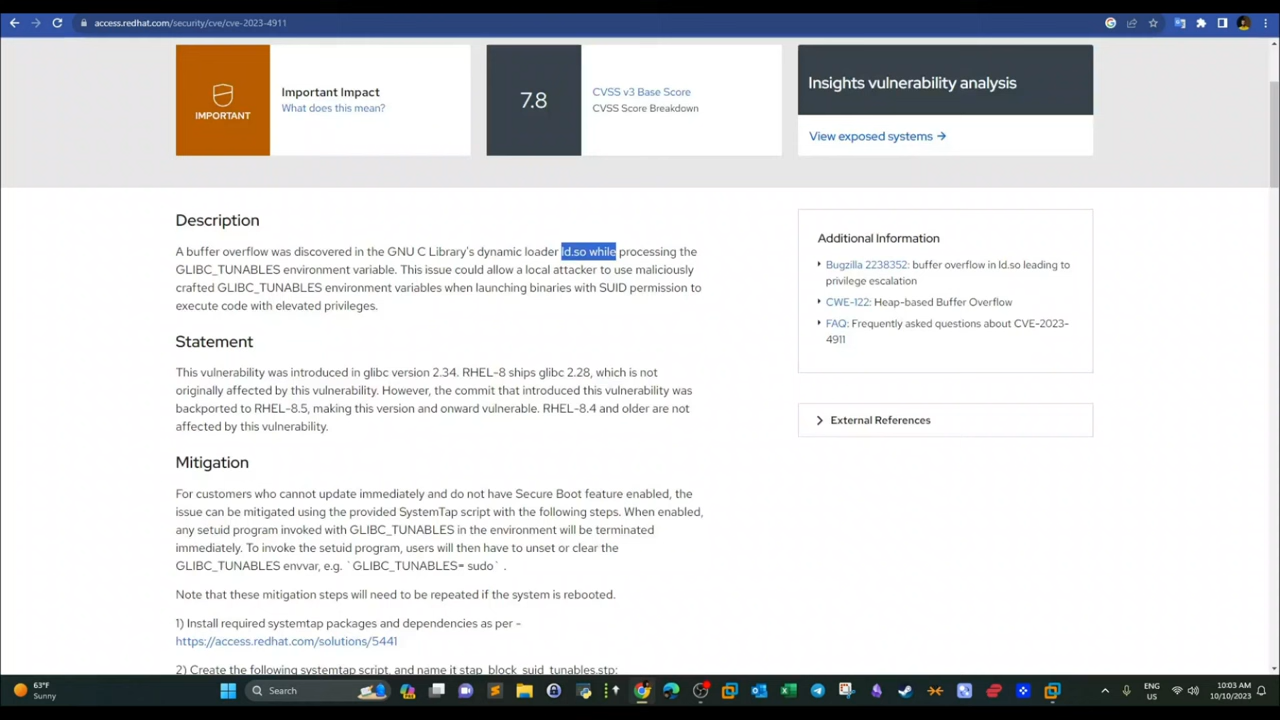 access.redhat.com/security/cve/cve-2023-4911
IMPORTANT
Important Impact
What does this mean?
7.8
CVSS v3 Base Score
CVSS Score Breakdown
Insights vulnerability analysis
View exposed systems →
Description
A buffer overflow was discovered in the GNU C Library's dynamic loader ld.so while processing the
GLIBC_TUNABLES environment variable. This issue could allow a local attacker to use maliciously
crafted GLIBC_TUNABLES environment variables when launching binaries with SUID permission to
execute code with elevated privileges.
Statement
This vulnerability was introduced in glibc version 2.34. RHEL-8 ships glibc 2.28, which is not
originally affected by this vulnerability. However, the commit that introduced this vulnerability was
backported to RHEL-8.5, making this version and onward vulnerable. RHEL-8.4 and older are not
affected by this vulnerability.
Mitigation
For customers who cannot update immediately and do not have Secure Boot feature enabled, the
issue can be mitigated using the provided SystemTap script with the following steps. When enabled,
any setuid program invoked with GLIBC_TUNABLES in the environment will be terminated
immediately. To invoke the setuid program, users will then have to unset or clear the
GLIBC_TUNABLES envvar, e.g. `GLIBC_TUNABLES= sudo` .
Note that these mitigation steps will need to be repeated if the system is rebooted.
1) Install required systemtap packages and dependencies as per -
https://access.redhat.com/solutions/5441
2) Create the following systemtap script, and name it stap_block_suid_tunables.stp:
Additional Information
Bugzilla 2238352: buffer overflow in ld.so leading to
privilege escalation
CWE-122: Heap-based Buffer Overflow
FAQ: Frequently asked questions about CVE-2023-
4911
External References
63°F
Sunny
Search
ENG
US
10:03 AM
10/10/2023